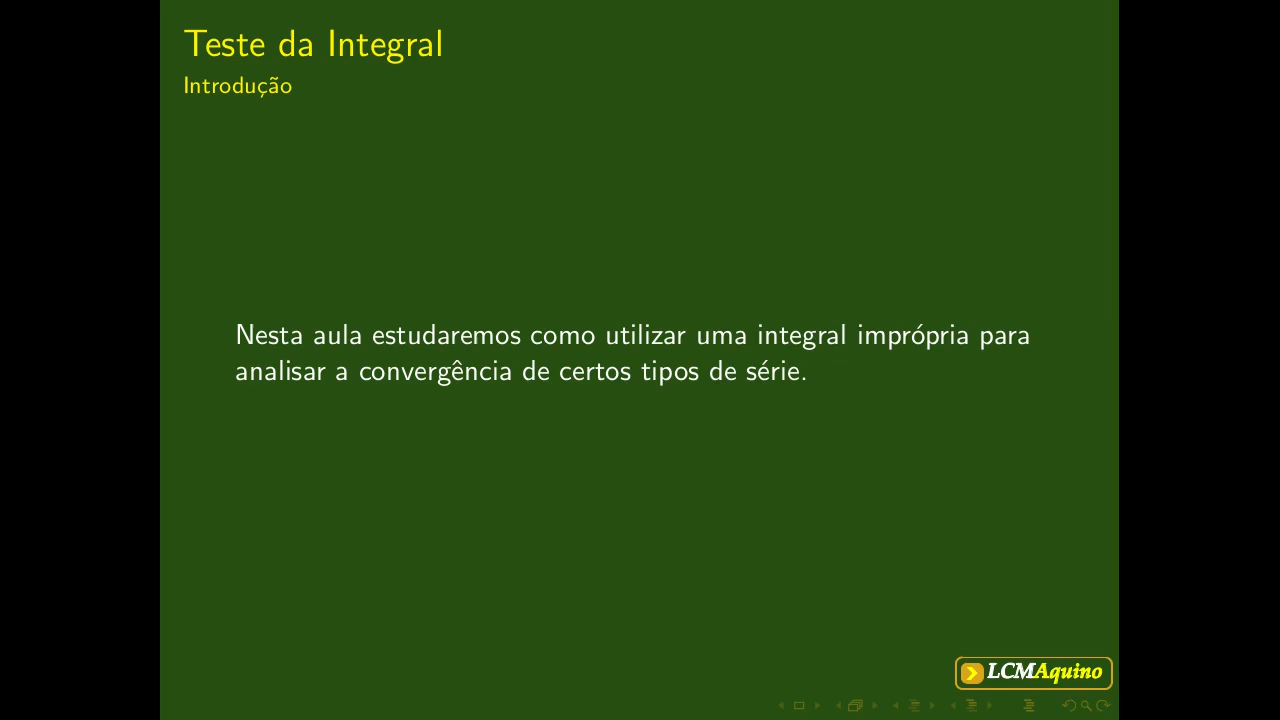 Teste da Integral
Introdução
Nesta aula estudaremos como utilizar uma integral imprópria para
analisar a convergência de certos tipos de série.
LCMAquino